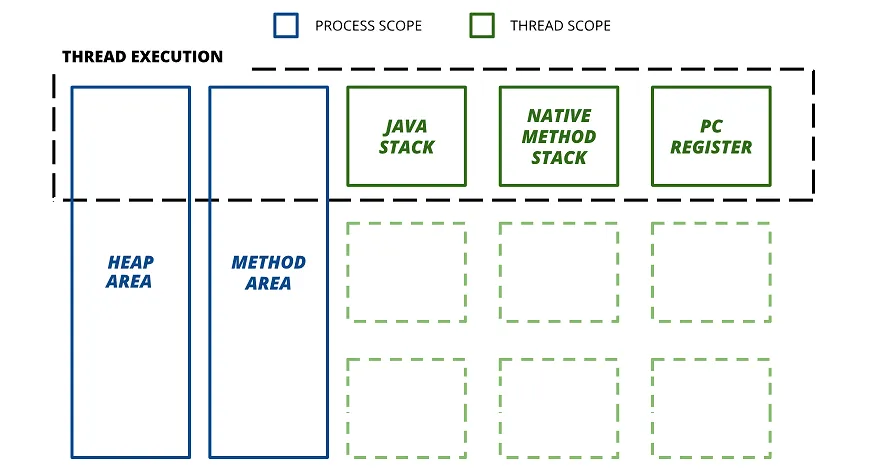 PROCESS SCOPE
THREAD SCOPE
THREAD EXECUTION
JAVA
STACK
NATIVE
METHOD
STACK
PC
REGISTER
HEAP
AREA
METHOD
AREA